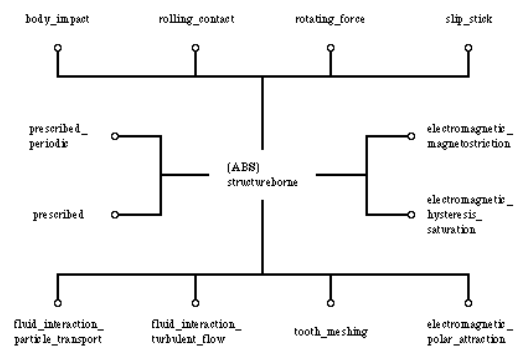 body_impact rolling_contact rotating_force slip_stick
prescribed_
periodic
electromagnetic_
magnetostriction
(ABS)
structureborne
prescribed
electromagnetic_
hysteresis_
saturation
fluid_interaction_
particle_transport
fluid_interaction_
turbulent_flow
tooth_meshing
electromagnetic_
polar_attraction